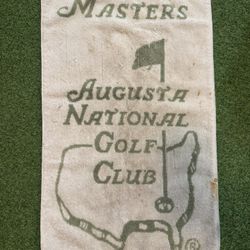 MASTERS
AUGUSTA
NATIONAL
GOLF
CLUB
®